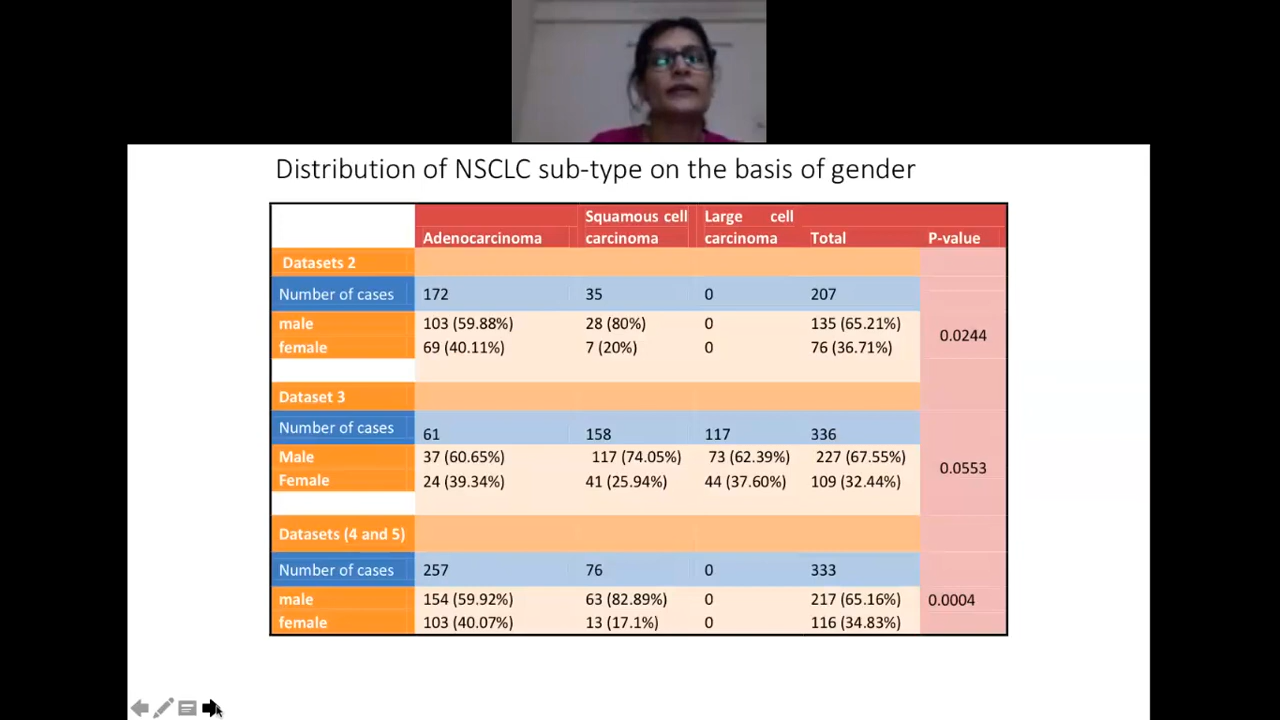 Distribution of NSCLC sub-type on the basis of gender
Adenocarcinoma Squamous cell carcinoma Large cell carcinoma Total P-value
Datasets 2
Number of cases 172 35 0 207
male 103 (59.88%) 28 (80%) 0 135 (65.21%)
female 69 (40.11%) 7 (20%) 0 76 (36.71%)
0.0244
Dataset 3
Number of cases 61 158 117 336
Male 37 (60.65%) 117 (74.05%) 73 (62.39%) 227 (67.55%)
Female 24 (39.34%) 41 (25.94%) 44 (37.60%) 109 (32.44%)
0.0553
Datasets (4 and 5)
Number of cases 257 76 0 333
male 154 (59.92%) 63 (82.89%) 0 217 (65.16%)
female 103 (40.07%) 13 (17.1%) 0 116 (34.83%)
0.0004